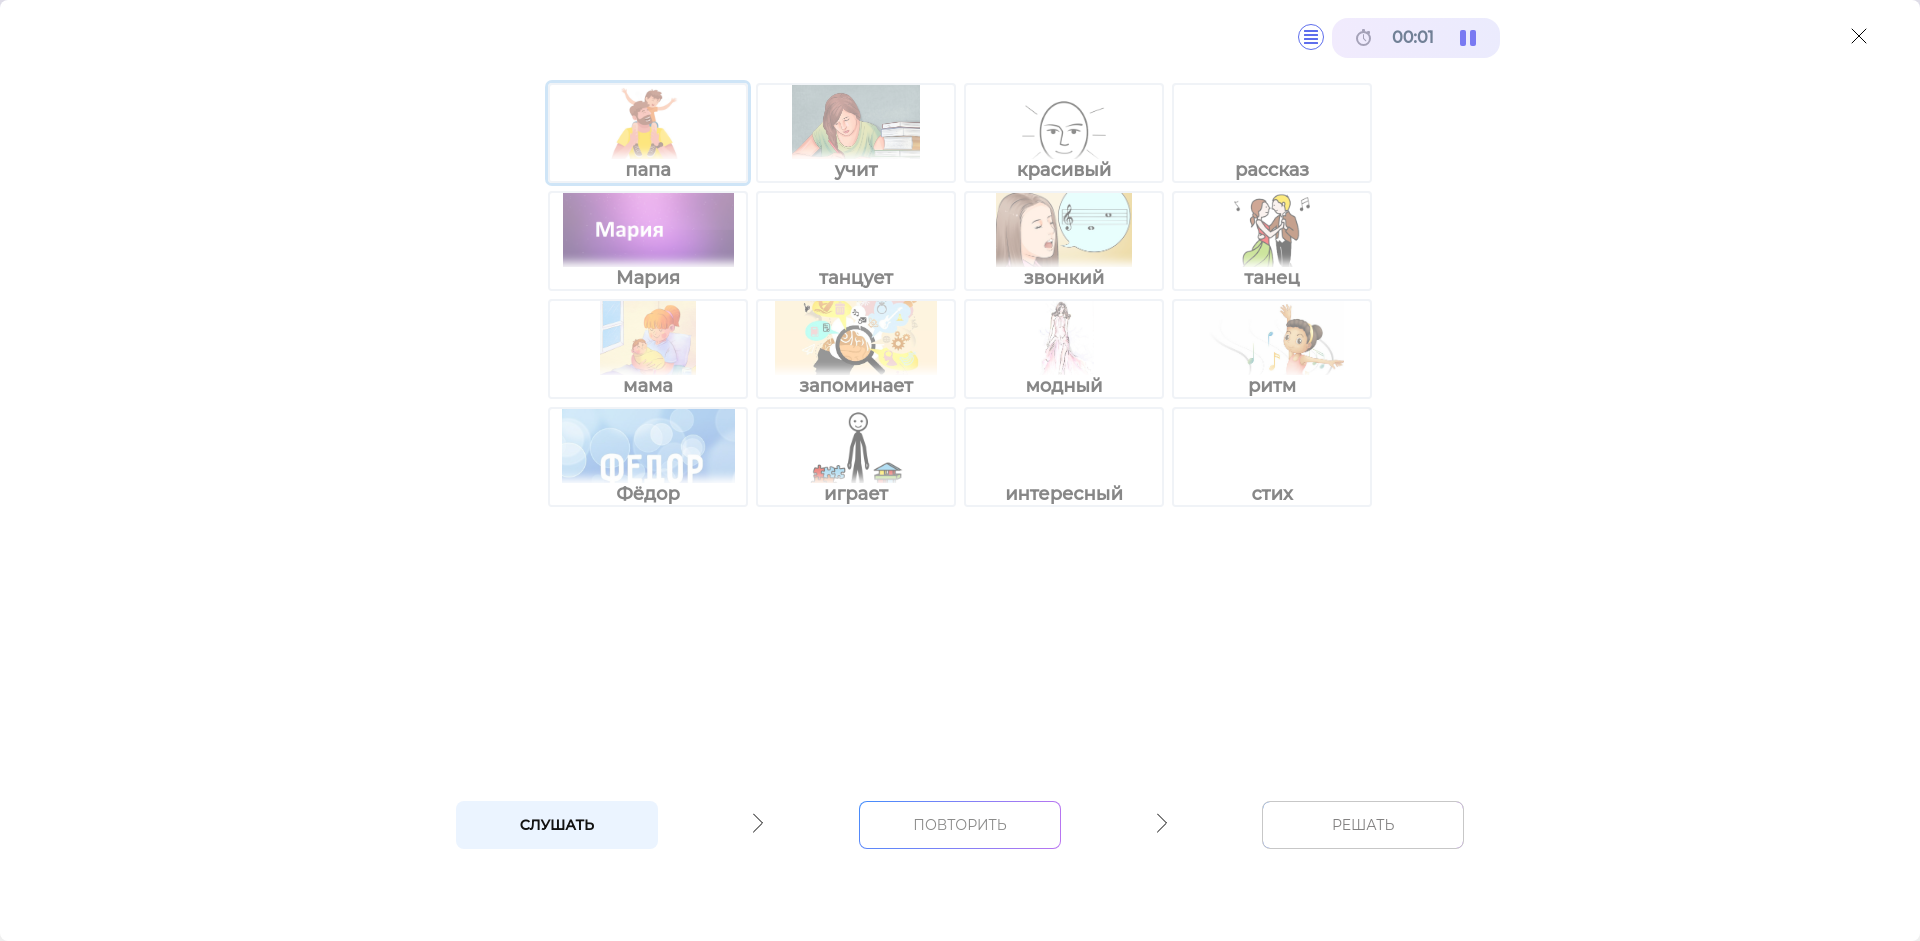 00:01
папа
учит
красивый
рассказ
Мария
Мария
танцует
звонкий
танец
мама
запоминает
модный
ритм
ФЕДОР
Фёдор
играет
интересный
стих
СЛУШАТЬ
ПОВТОРИТЬ
РЕШАТЬ